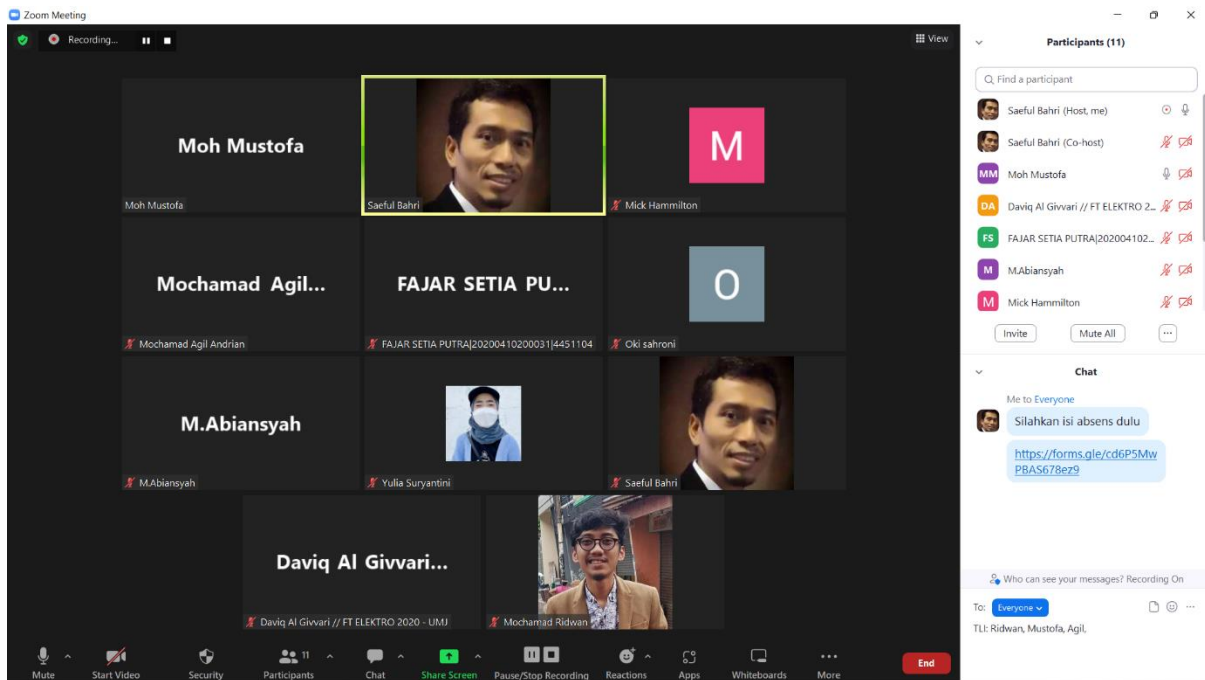 Zoom Meeting
Recording...
View
Moh Mustofa
Moh Mustofa
Saeful Bahri
M
Mick Hammilton
Mochamad Agil...
Mochamad Agil Andrian
FAJAR SETIA PU...
FAJAR SETIA PUTRA|20200410200031|4451104
O
Oki sahroni
M.Abiansyah
M.Abiansyah
Yulia Suryantini
Saeful Bahri
Daviq Al Givvari...
Daviq Al Givvari // FT ELEKTRO 2020 - UMJ
Mochamad Ridwan
Mute
Start Video
Security
11
Participants
Chat
Share Screen
Pause/Stop Recording
Reactions
Apps
Whiteboards
More
End
Participants (11)
Find a participant
Saeful Bahri (Host, me)
Saeful Bahri (Co-host)
MM Moh Mustofa
DA Daviq Al Givvari // FT ELEKTRO 2...
FS FAJAR SETIA PUTRA|202004102...
M M.Abiansyah
M Mick Hammilton
Invite Mute All ...
Chat
Me to Everyone
Silahkan isi absens dulu
https://forms.gle/cd6P5Mw
PBAS678ez9
Who can see your messages? Recording On
To: Everyone
TLI: Ridwan, Mustofa, Agil,